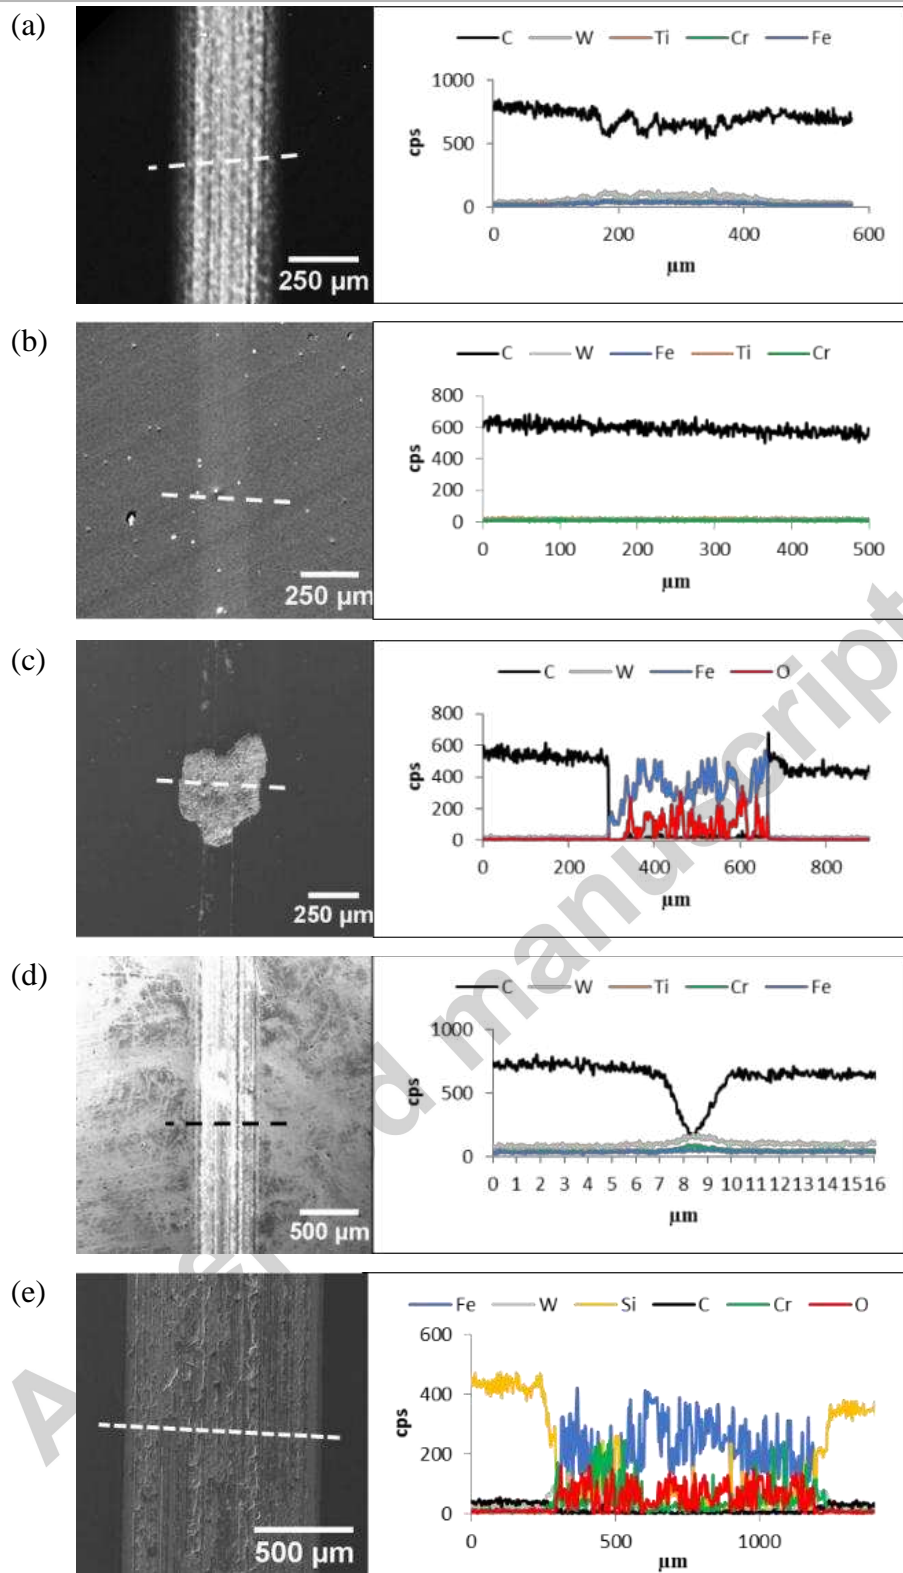 (a)
C W Ti Cr Fe
1000
500
0
cps
0 200 400 600
µm
250 µm
(b)
C W Fe Ti Cr
800
600
400
200
0
cps
0 100 200 300 400 500
µm
250 µm
(c)
C W Fe O
800
600
400
200
0
cps
0 200 400 600 800
µm
250 µm
(d)
C W Ti Cr Fe
1000
500
0
cps
0 1 2 3 4 5 6 7 8 9 10 11 12 13 14 15 16
µm
500 µm
(e)
Fe W Si C Cr O
600
400
200
0
cps
0 500 1000
µm
500 µm
manuscript